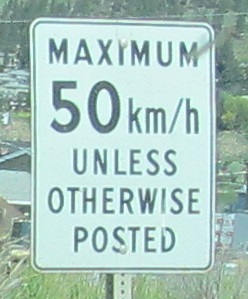 MAXIMUM
50 km/h
UNLESS
OTHERWISE
POSTED